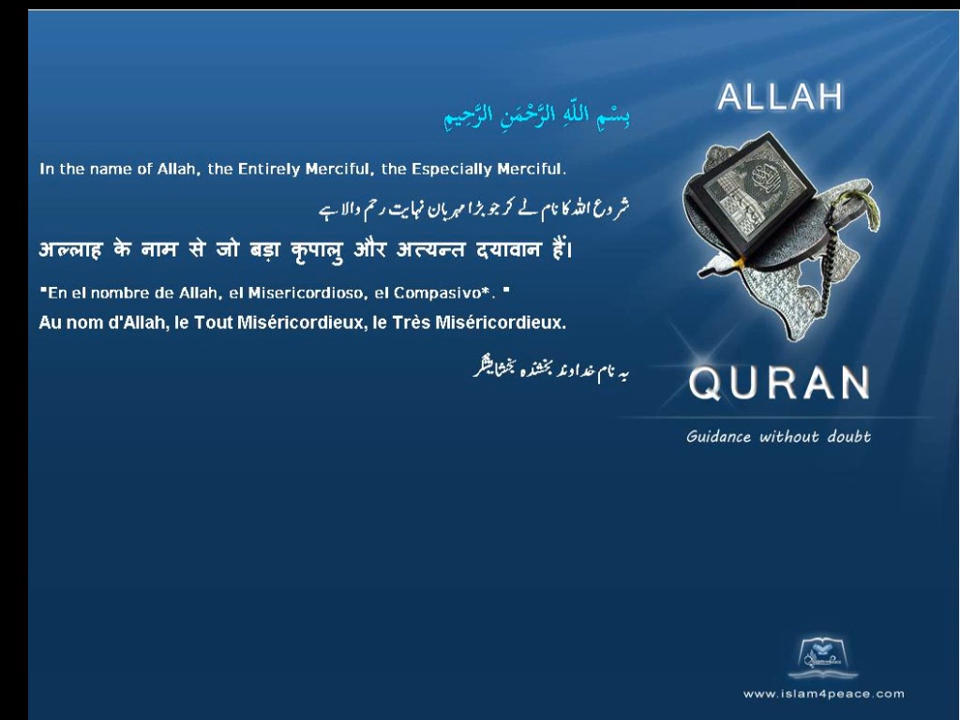 بِسْمِ اللَّهِ الرَّحْمَنِ الرَّحِيمِ
In the name of Allah, the Entirely Merciful, the Especially Merciful.
شروع الله کا نام لے کر جو بڑا مہربان نہایت رحم والا ہے
अल्लाह के नाम से जो बड़ा कृपालु और अत्यन्त दयावान हैं।
"En el nombre de Allah, el Misericordioso, el Compasivo*. "
Au nom d'Allah, le Tout Miséricordieux, le Très Miséricordieux.
به نام خداوند بخشنده بخشایشگر
ALLAH
QURAN
Guidance without doubt
www.islam4peace.com